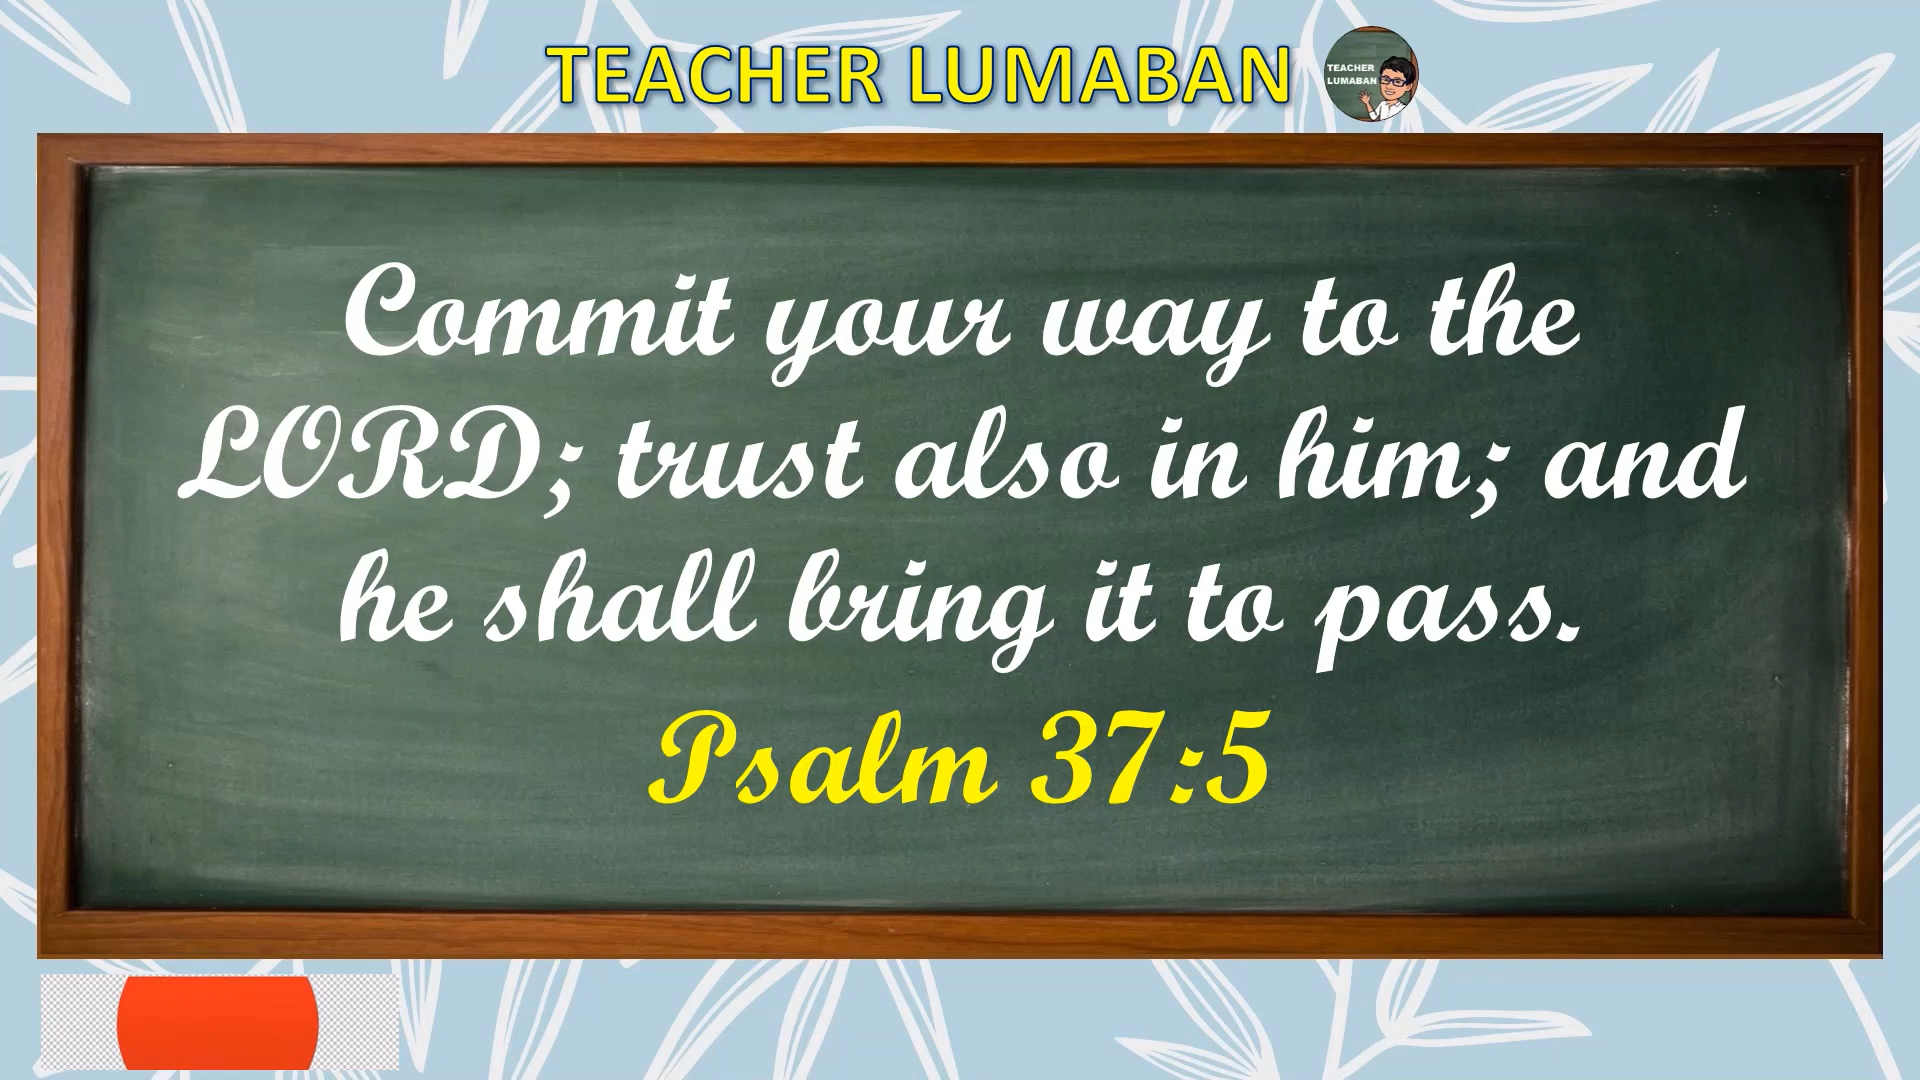 TEACHER LUMABAN
TEACHER
LUMABAN
Commit your way to the
LORD; trust also in him; and
he shall bring it to pass.
Psalm 37:5